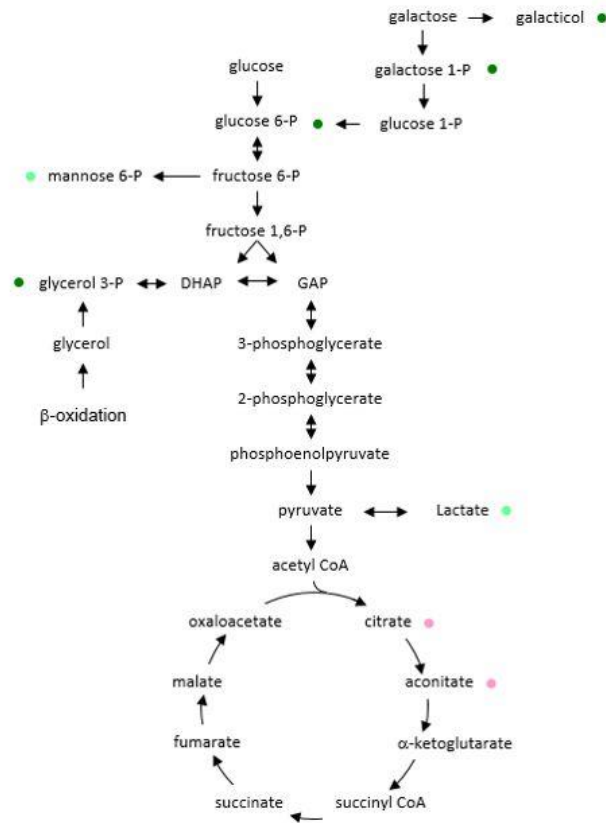 galactose galacticol
glucose galactose 1-P
glucose 6-P glucose 1-P
mannose 6-P fructose 6-P
fructose 1,6-P
glycerol 3-P DHAP GAP
glycerol 3-phosphoglycerate
2-phosphoglycerate
β-oxidation
phosphoenolpyruvate
pyruvate Lactate
acetyl CoA
oxaloacetate citrate
malate aconitate
fumarate α-ketoglutarate
succinate succinyl CoA